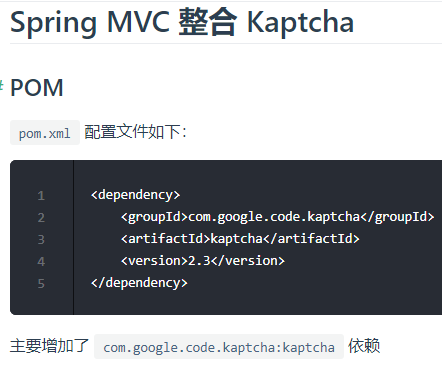 Spring MVC 整合 Kaptcha
# POM
pom.xml 配置文件如下：
1 <dependency>
2     <groupId>com.google.code.kaptcha</groupId>
3     <artifactId>kaptcha</artifactId>
4     <version>2.3</version>
5 </dependency>
主要增加了 com.google.code.kaptcha:kaptcha 依赖